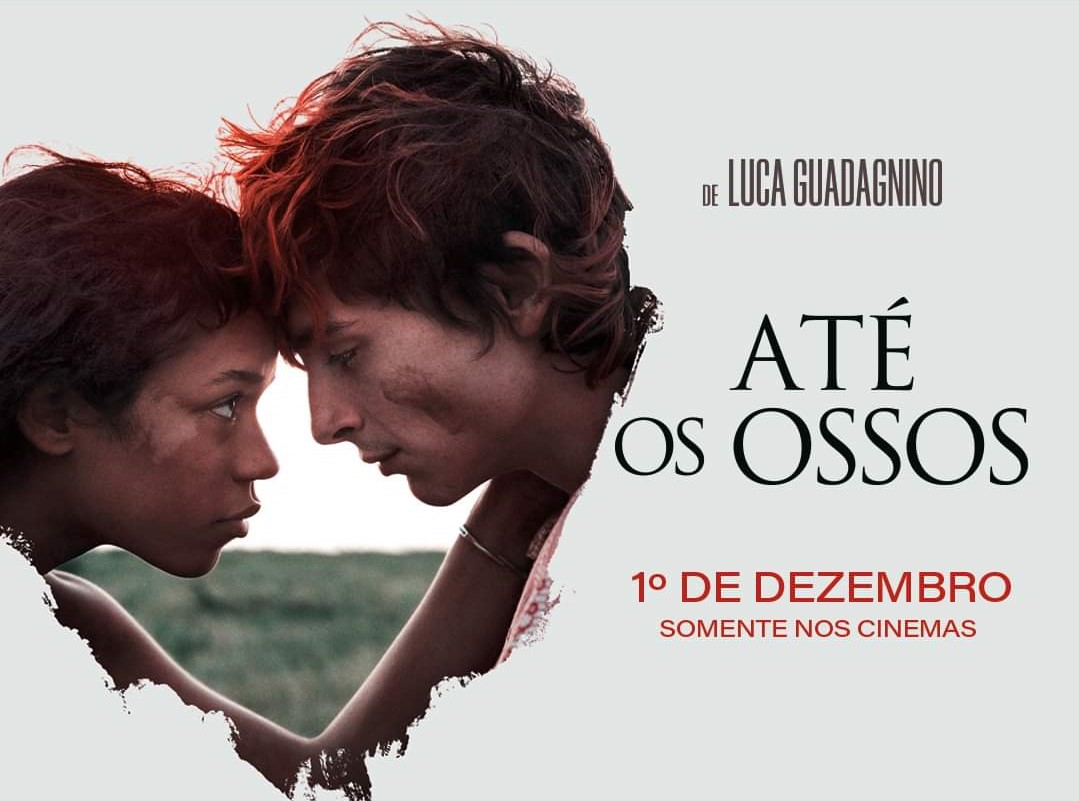 DE LUCA GUADAGNINO
ATÉ
OS OSSOS
1º DE DEZEMBRO
SOMENTE NOS CINEMAS